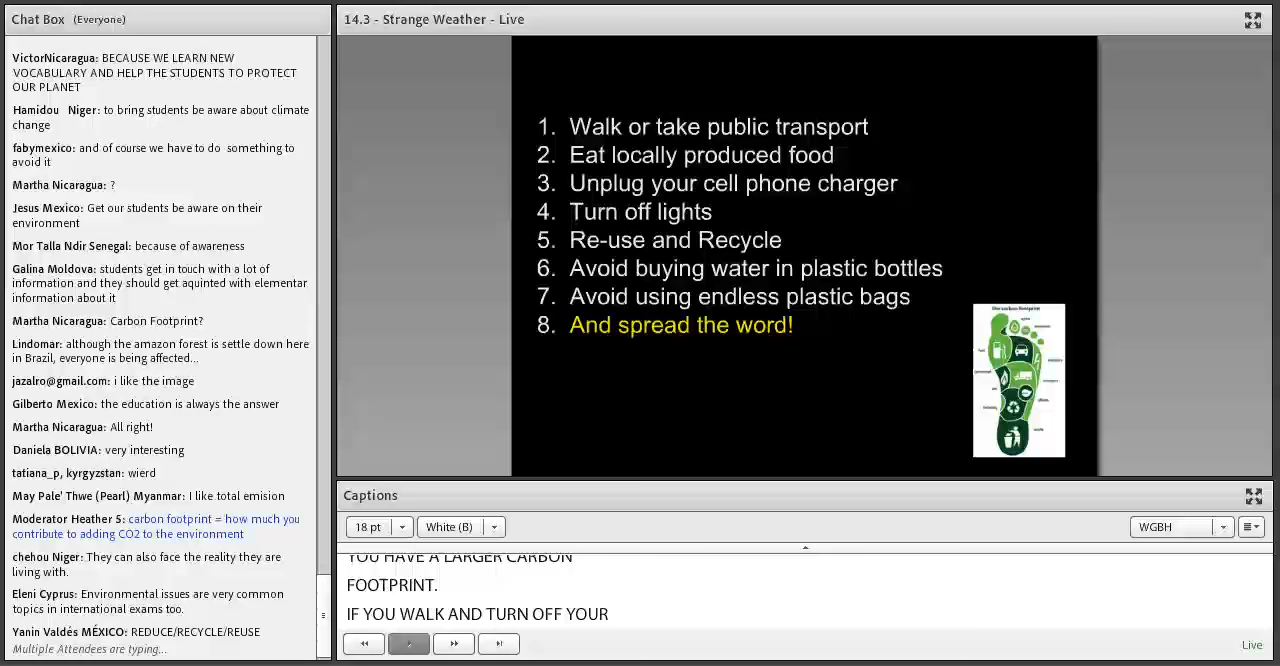 Chat Box (Everyone)
VictorNicaragua: BECAUSE WE LEARN NEW
VOCABULARY AND HELP THE STUDENTS TO PROTECT
OUR PLANET
Hamidou Niger: to bring students be aware about climate
change
fabymexico: and of course we have to do something to
avoid it
Martha Nicaragua: ?
Jesus Mexico: Get our students be aware on their
environment
Mor Talla Ndir Senegal: because of awareness
Galina Moldova: students get in touch with a lot of
information and they should get aquinted with elementar
information about it
Martha Nicaragua: Carbon Footprint?
Lindomar: although the amazon forest is settle down here
in Brazil, everyone is being affected...
jazalro@gmail.com: i like the image
Gilberto Mexico: the education is always the answer
Martha Nicaragua: All right!
Daniela BOLIVIA: very interesting
tatiana_p, kyrgyzstan: wierd
May Pale' Thwe (Pearl) Myanmar: I like total emision
Moderator Heather 5: carbon footprint = how much you
contribute to adding CO2 to the environment
chehou Niger: They can also face the reality they are
living with.
Eleni Cyprus: Environmental issues are very common
topics in international exams too.
Yanin Valdés MÉXICO: REDUCE/RECYCLE/REUSE
Multiple Attendees are typing...
14.3 - Strange Weather - Live
1. Walk or take public transport
2. Eat locally produced food
3. Unplug your cell phone charger
4. Turn off lights
5. Re-use and Recycle
6. Avoid buying water in plastic bottles
7. Avoid using endless plastic bags
8. And spread the word!
Captions
18 pt White (B) WGBH
YOU HAVE A LARGER CARBON
FOOTPRINT.
IF YOU WALK AND TURN OFF YOUR
Live